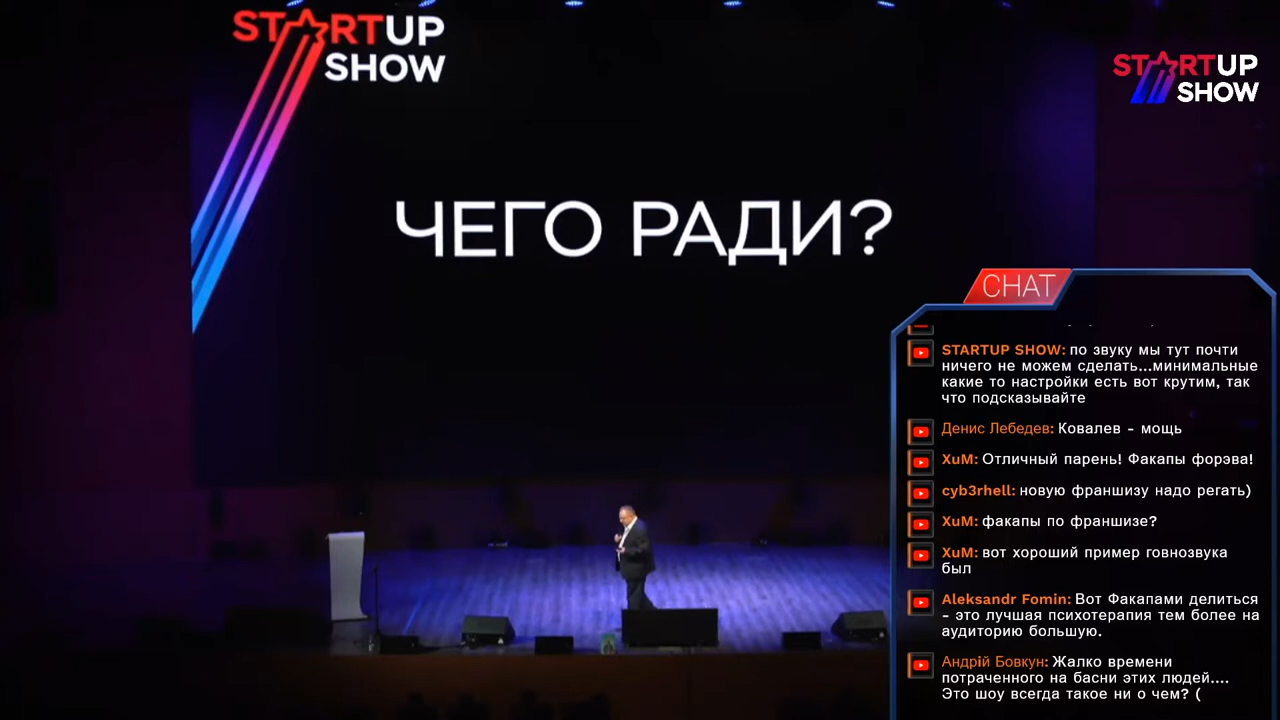 STARTUP
SHOW
STARTUP
SHOW
ЧЕГО РАДИ?
CHAT
STARTUP SHOW: по звуку мы тут почти
ничего не можем сделать...минимальные
какие то настройки есть вот крутим, так
что подсказывайте
Денис Лебедев: Ковалев - мощь
XuM: Отличный парень! Факапы форэва!
cyb3rhell: новую франшизу надо регать)
XuM: факапы по франшизе?
XuM: вот хороший пример говнозвука
был
Aleksandr Fomin: Вот Факапами делиться
- это лучшая психотерапия тем более на
аудиторию большую.
Андрій Бовкун: Жалко времени
потраченного на басни этих людей....
Это шоу всегда такое ни о чем? (